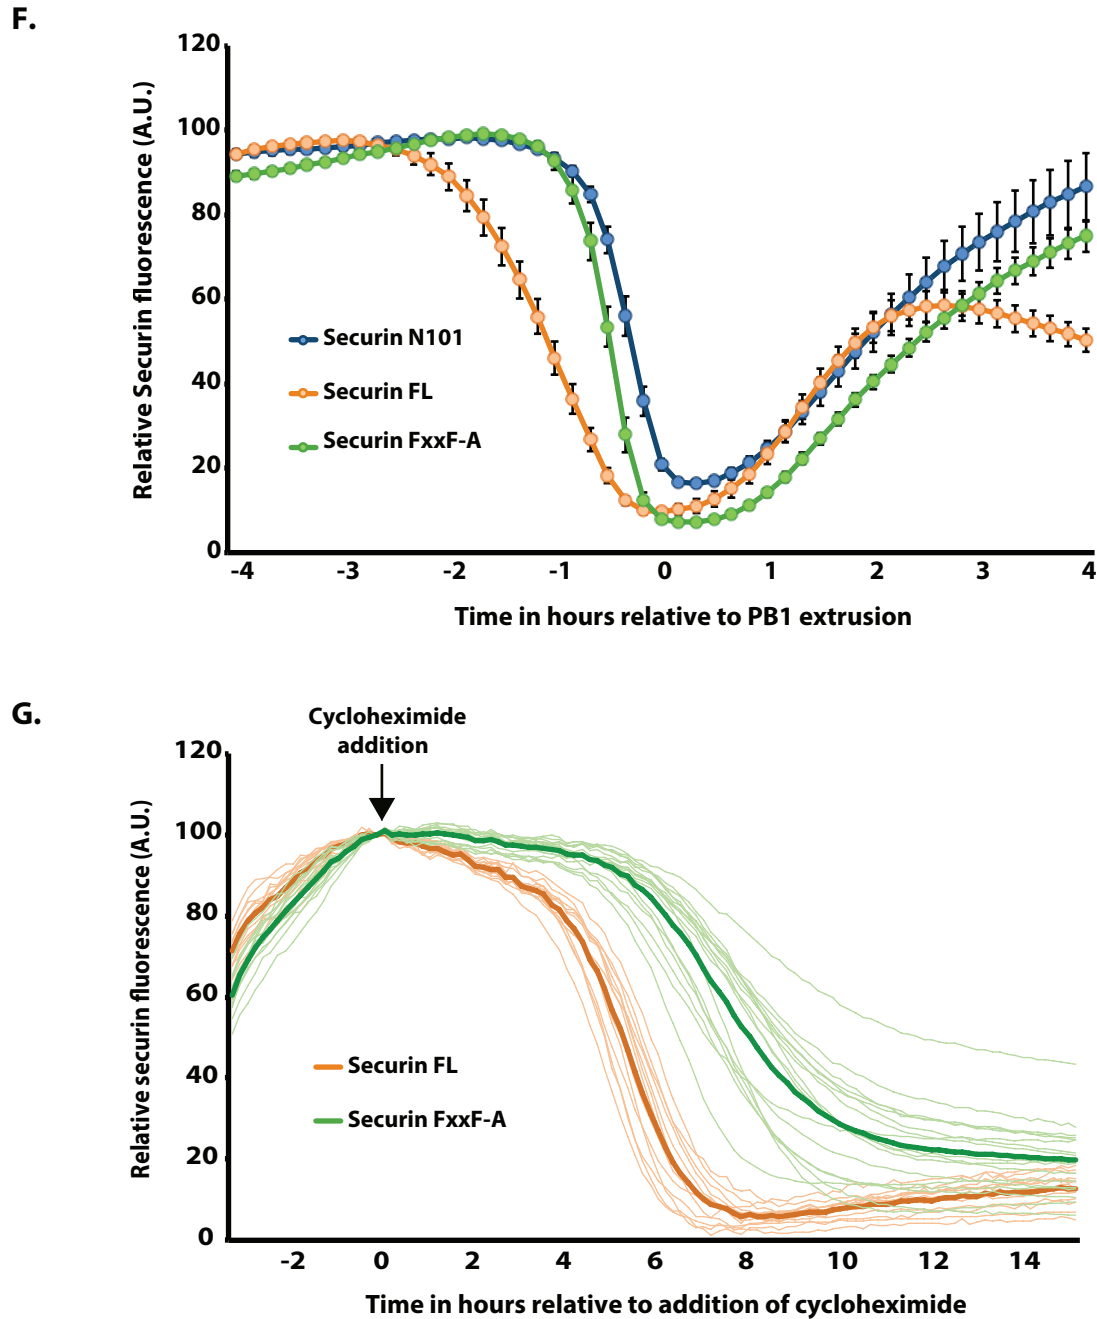 F.
120
100
80
60
40
20
0
Relative Securin fluorescence (A.U.)
Securin N101
Securin FL
Securin FxxF-A
-4 -3 -2 -1 0 1 2 3 4
Time in hours relative to PB1 extrusion
G.
Cycloheximide
addition
120
100
80
60
40
20
0
Relative securin fluorescence (A.U.)
Securin FL
Securin FxxF-A
-2 0 2 4 6 8 10 12 14
Time in hours relative to addition of cycloheximide